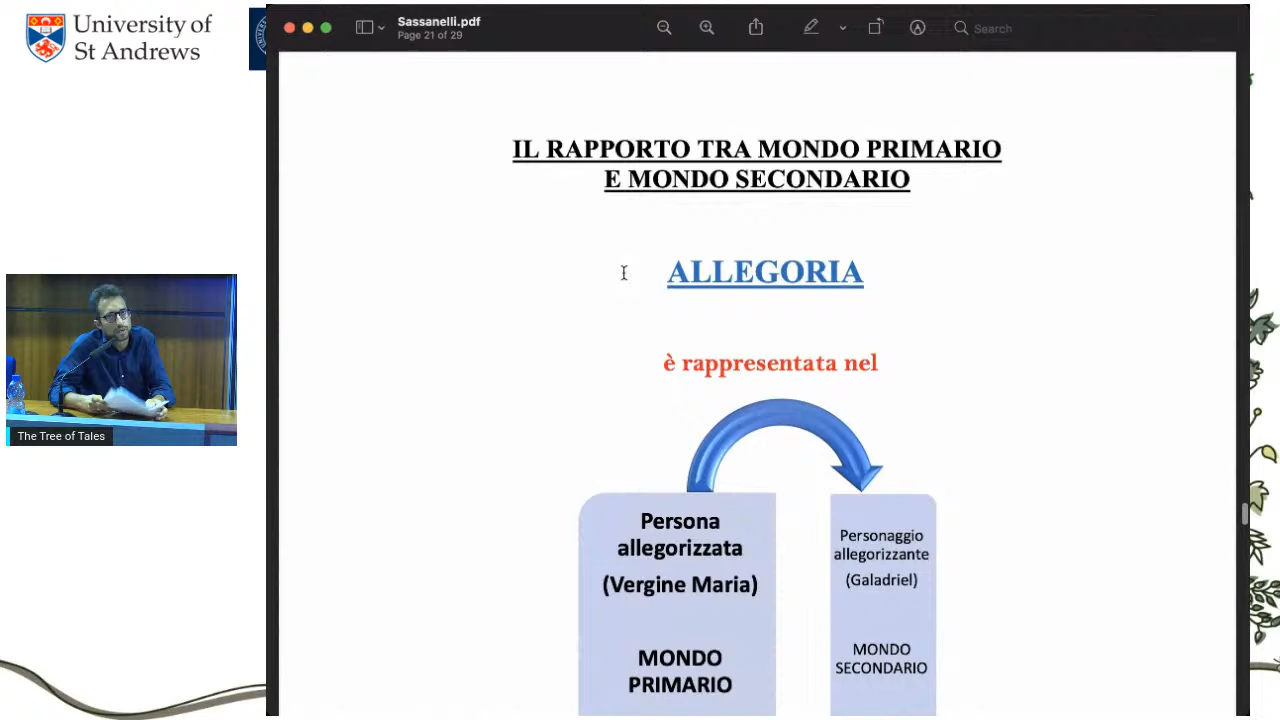 University of
St Andrews
Sassanelli.pdf
Page 21 of 29
Search
IL RAPPORTO TRA MONDO PRIMARIO
E MONDO SECONDARIO
ALLEGORIA
è rappresentata nel
Persona
allegorizzata
(Vergine Maria)
MONDO
PRIMARIO
Personaggio
allegorizzante
(Galadriel)
MONDO
SECONDARIO
The Tree of Tales